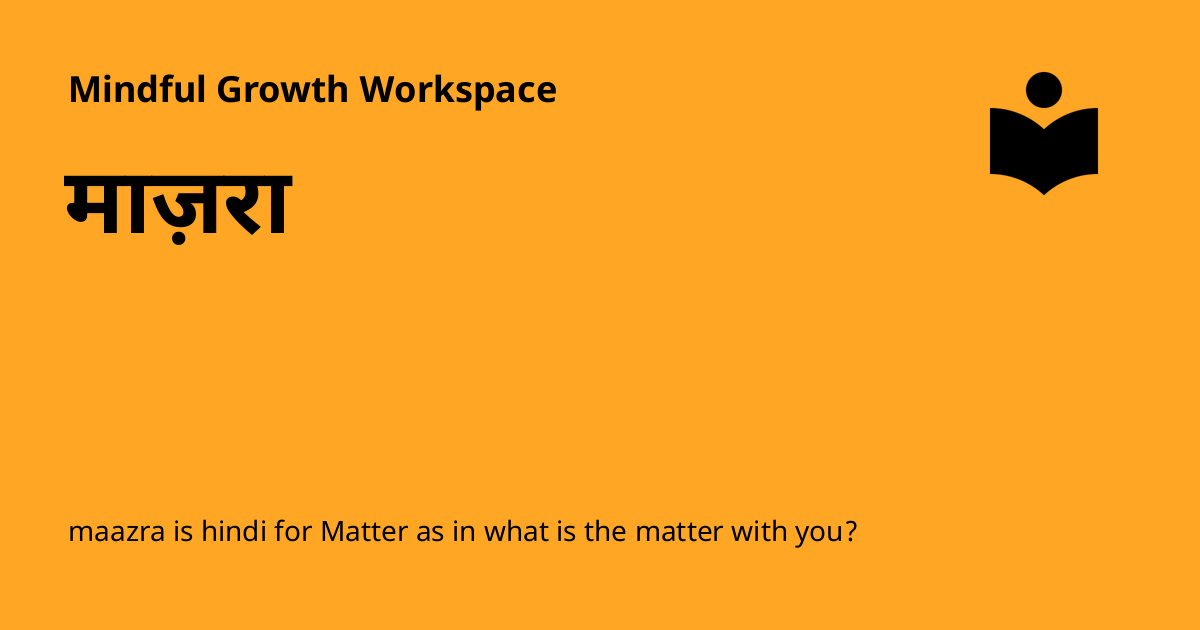 Mindful Growth Workspace
माज़रा
maazra is hindi for Matter as in what is the matter with you?